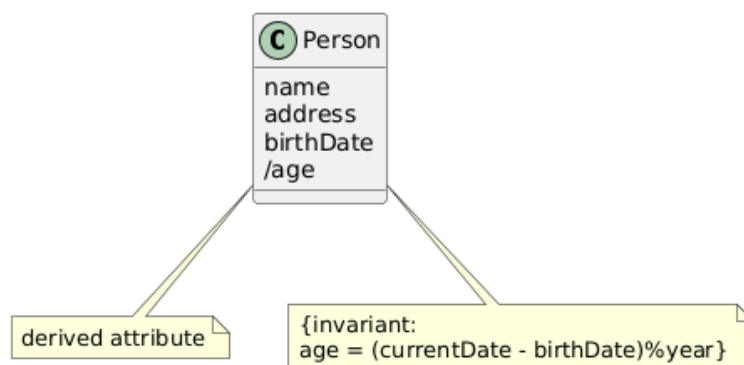 C Person
name
address
birthDate
/age
derived attribute
{invariant:
age = (currentDate - birthDate)%year}